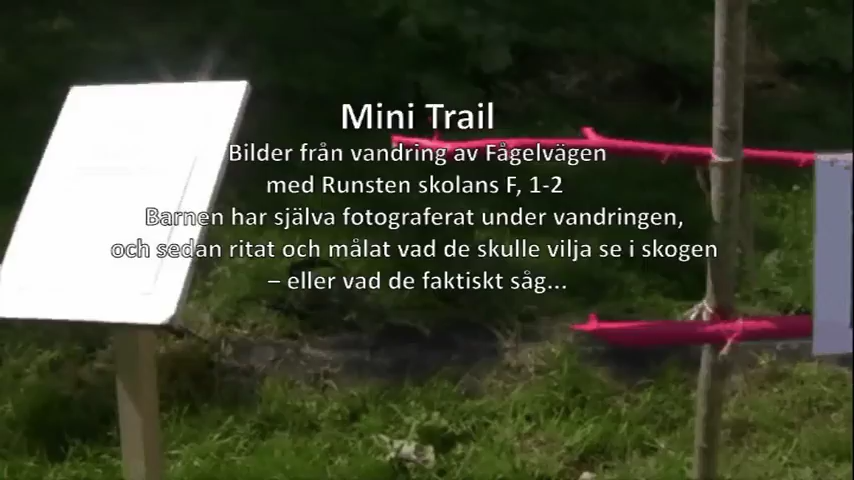 Mini Trail
Bilder från vandring av Fågelvägen
med Runsten skolans F, 1-2
Barnen har själva fotograferat under vandringen,
och sedan ritat och målat vad de skulle vilja se i skogen
– eller vad de faktiskt såg...